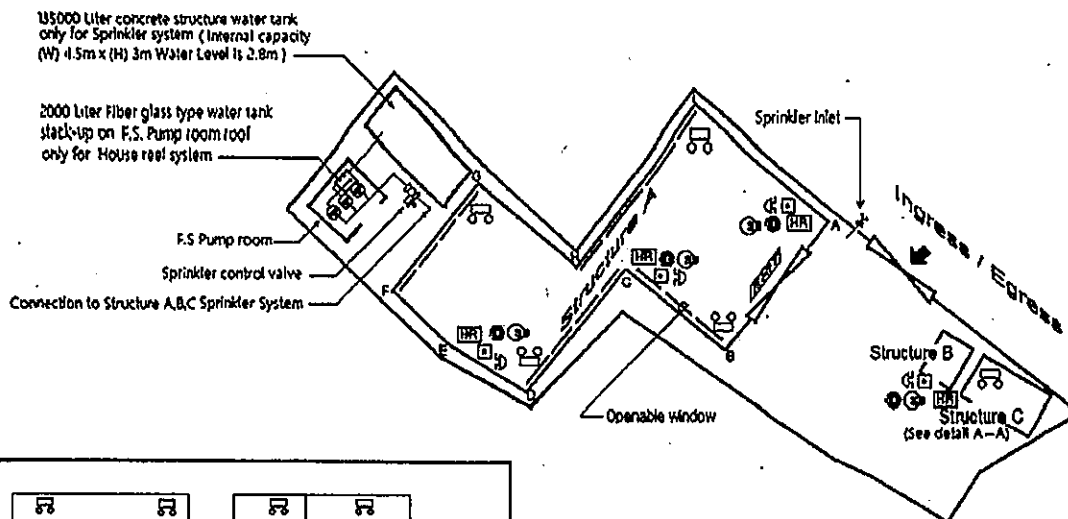 135000 Liter concrete structure water tank
only for Sprinkler system ( Internal capacity
(W) 4.5m x (H) 3m Water Level is 2.8m )
2000 Liter Fiber glass type water tank
stack-up on F.S. Pump room roof
only for House reel system
F.S Pump room
Sprinkler control valve
Connection to Structure A,B,C Sprinkler System
Sprinkler Inlet
Ingress / Egress
Structure A
HR
A
HR
G
C
B
F
E
HR
D
Openable window
Structure B
HR
Structure C
(See detail A-A)